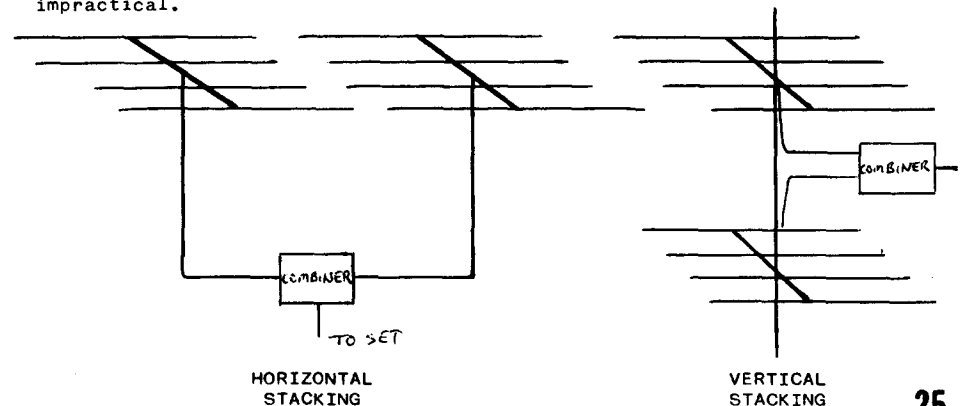 impractical.
COMBINER
COMBINER
TO SET
HORIZONTAL
STACKING
VERTICAL
STACKING
25